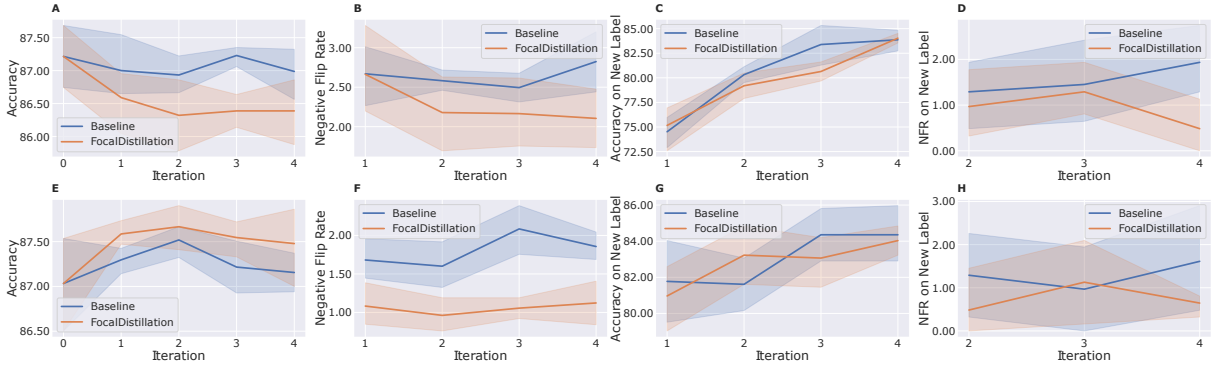 A
Accuracy
87.50
87.00
86.50
86.00
Baseline
FocalDistillation
0 1 2 3 4
Iteration
B
Negative Flip Rate
3.00
2.50
2.00
Baseline
FocalDistillation
1 2 3 4
Iteration
C
Accuracy on New Label
85.00
82.50
80.00
77.50
75.00
72.50
Baseline
FocalDistillation
1 2 3 4
Iteration
D
NFR on New Label
2.00
1.00
0.00
Baseline
FocalDistillation
2 3 4
Iteration
E
Accuracy
87.50
87.00
86.50
Baseline
FocalDistillation
0 1 2 3 4
Iteration
F
Negative Flip Rate
2.00
1.50
1.00
Baseline
FocalDistillation
1 2 3 4
Iteration
G
Accuracy on New Label
86.00
84.00
82.00
80.00
Baseline
FocalDistillation
1 2 3 4
Iteration
H
NFR on New Label
3.00
2.00
1.00
0.00
Baseline
FocalDistillation
2 3 4
Iteration